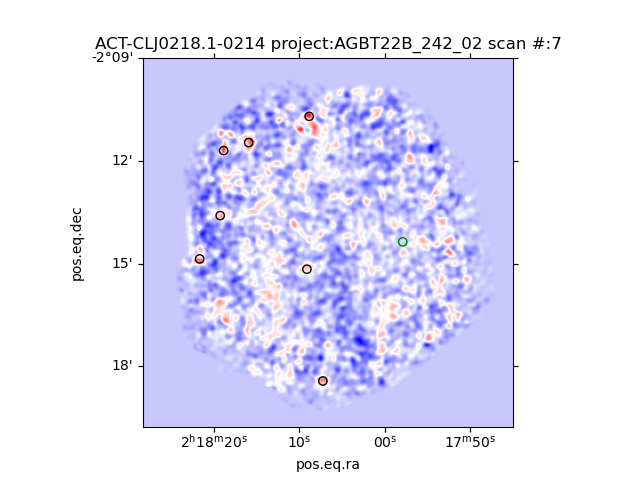 ACT-CLJ0218.1-0214 project:AGBT22B_242_02 scan #:7
-2°09'
12'
15'
18'
pos.eq.dec
2ʰ18ᵐ20ˢ 10ˢ 00ˢ 17ᵐ50ˢ
pos.eq.ra